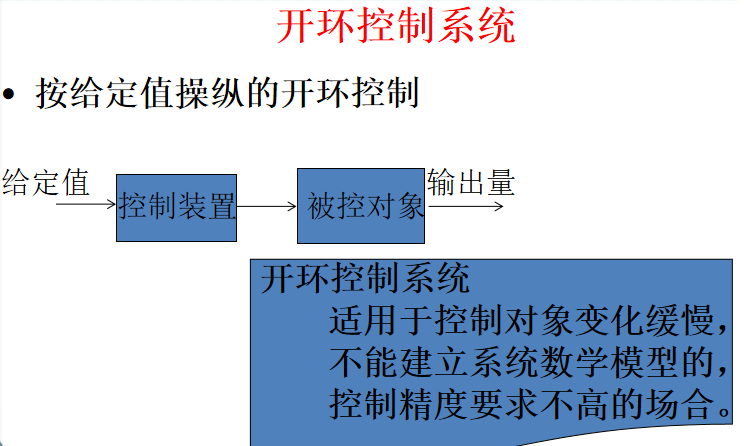 开环控制系统
• 按给定值操纵的开环控制
给定值
控制装置
被控对象
输出量
开环控制系统
适用于控制对象变化缓慢，
不能建立系统数学模型的，
控制精度要求不高的场合。